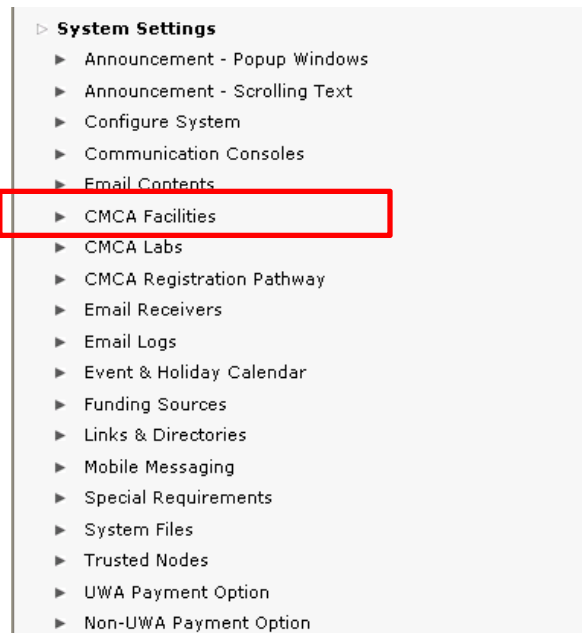 System Settings
Announcement - Popup Windows
Announcement - Scrolling Text
Configure System
Communication Consoles
Email Contents
CMCA Facilities
CMCA Labs
CMCA Registration Pathway
Email Receivers
Email Logs
Event & Holiday Calendar
Funding Sources
Links & Directories
Mobile Messaging
Special Requirements
System Files
Trusted Nodes
UWA Payment Option
Non-UWA Payment Option